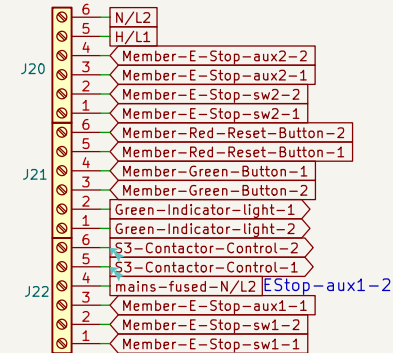 6 N/L2
5 H/L1
4 Member-E-Stop-aux2-2
J20 3 Member-E-Stop-aux2-1
2 Member-E-Stop-sw2-2
1 Member-E-Stop-sw2-1
6 Member-Red-Reset-Button-2
5 Member-Red-Reset-Button-1
J21 4 Member-Green-Button-1
3 Member-Green-Button-2
2 Green-Indicator-light-1
1 Green-Indicator-light-2
6 S3-Contactor-Control-2
5 S3-Contactor-Control-1
J22 4 mains-fused-N/L2 EStop-aux1-2
3 Member-E-Stop-aux1-1
2 Member-E-Stop-sw1-2
1 Member-E-Stop-sw1-1